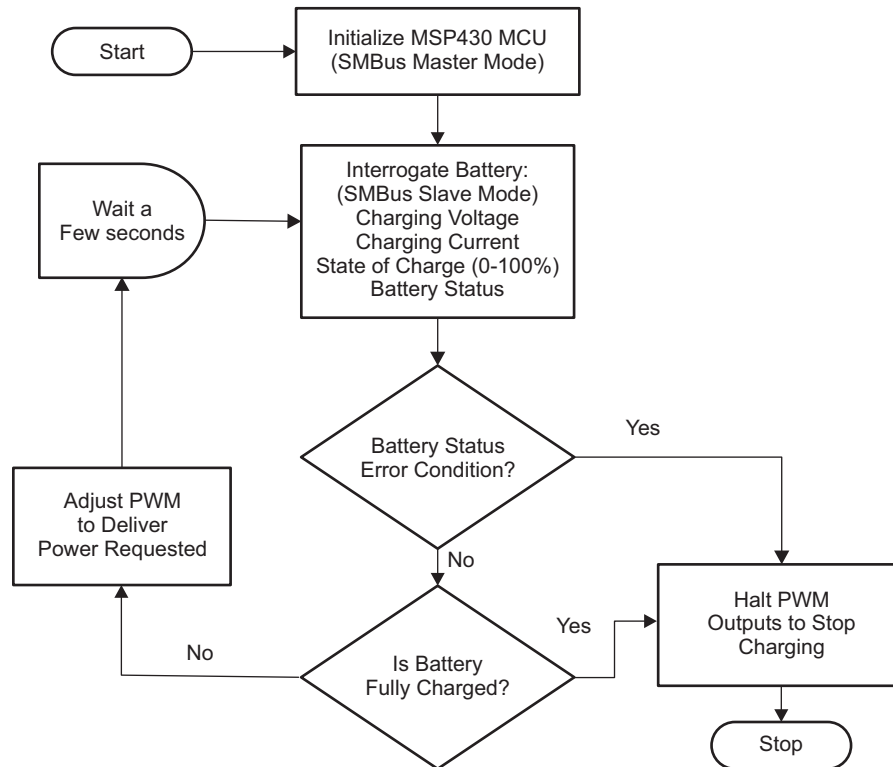 Start
Initialize MSP430 MCU
(SMBus Master Mode)
Interrogate Battery:
(SMBus Slave Mode)
Charging Voltage
Charging Current
State of Charge (0-100%)
Battery Status
Wait a
Few seconds
Battery Status
Error Condition?
Yes
No
Adjust PWM
to Deliver
Power Requested
Is Battery
Fully Charged?
No
Yes
Halt PWM
Outputs to Stop
Charging
Stop